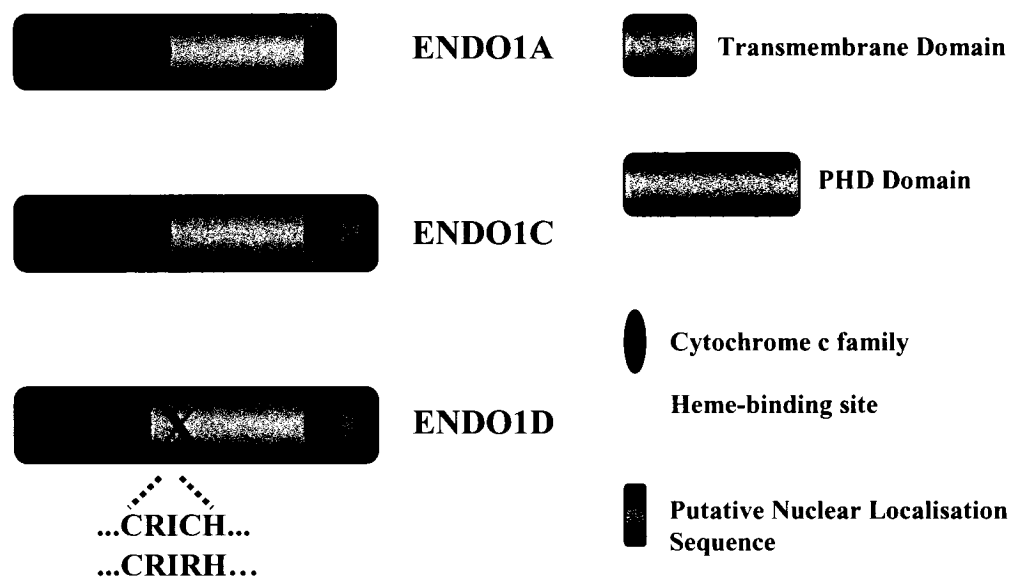 ENDO1A
Transmembrane Domain
PHD Domain
ENDO1C
Cytochrome c family
Heme-binding site
ENDO1D
X
...CRICH...
...CRIRH...
Putative Nuclear Localisation
Sequence